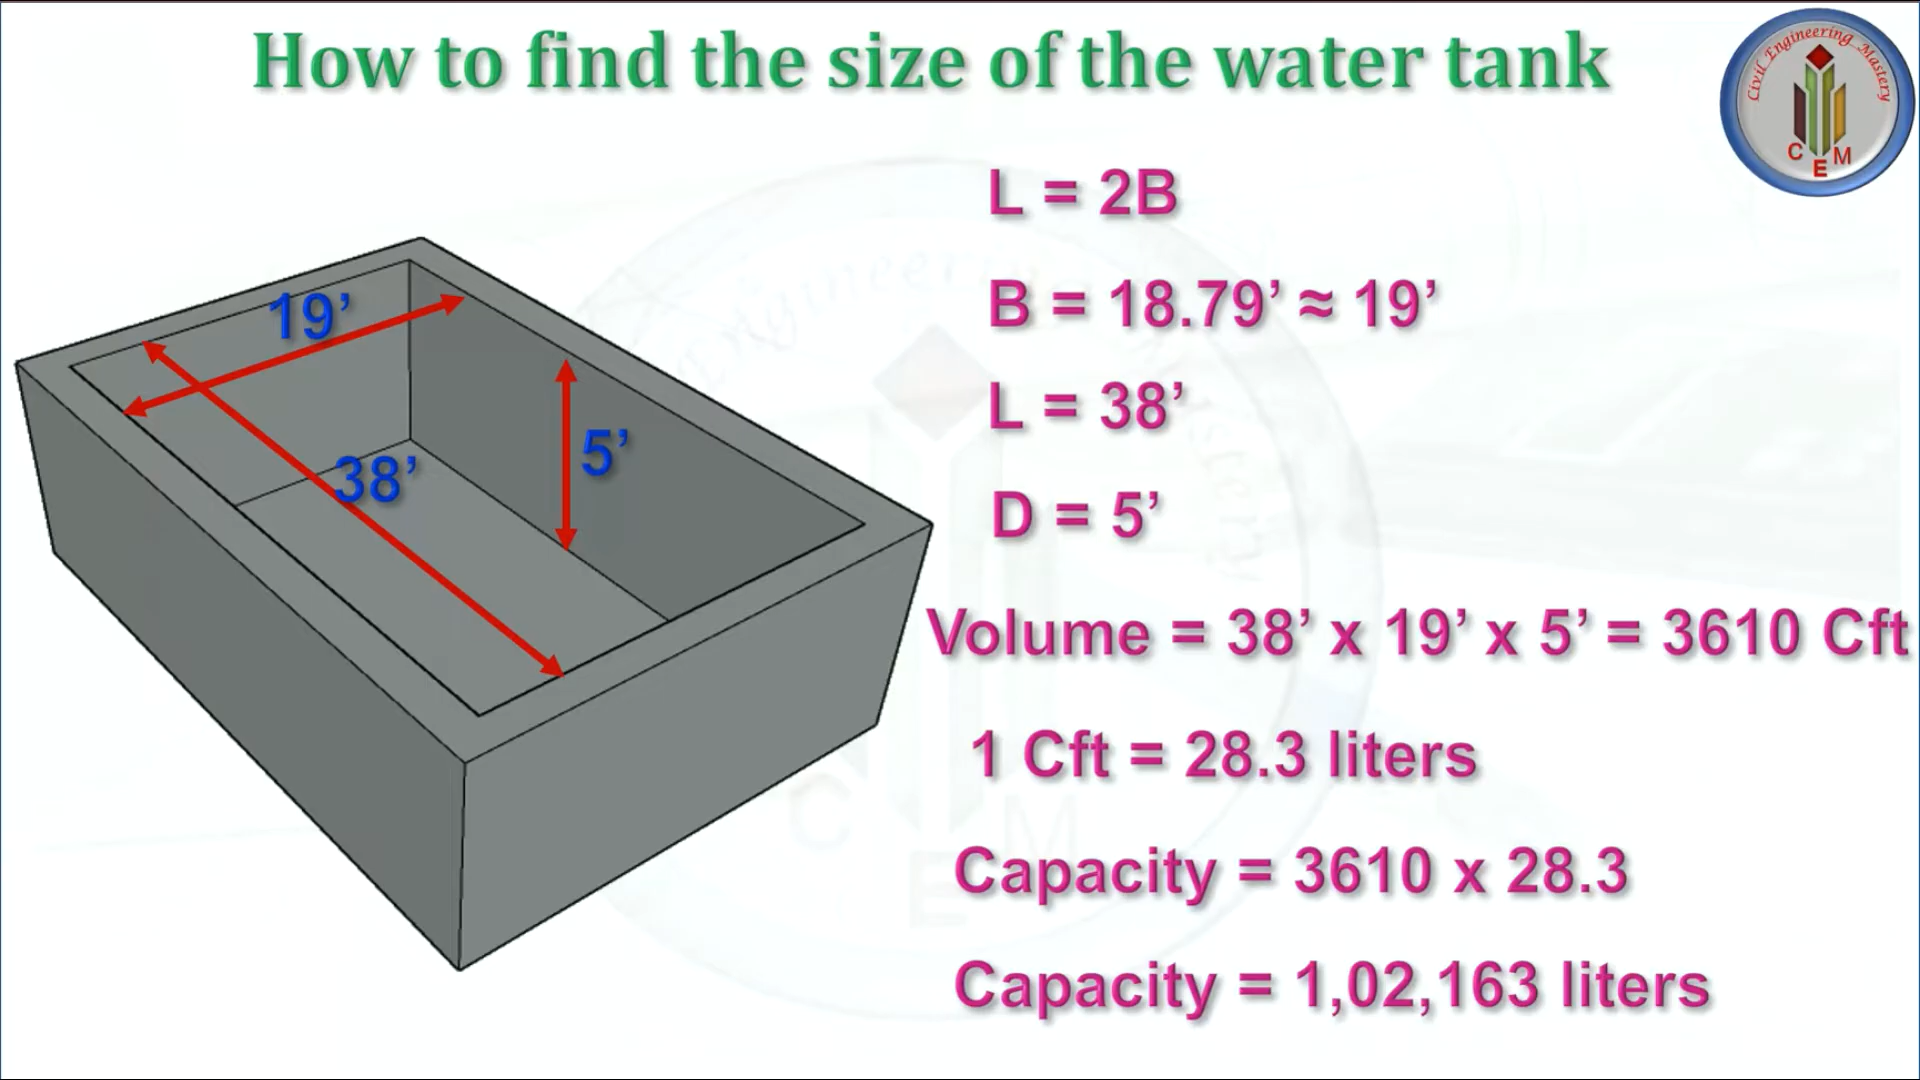 How to find the size of the water tank
Civil Engineering Mastery
C E M
L = 2B
B = 18.79’ ≈ 19’
L = 38’
D = 5’
19’
38’
5’
Volume = 38’ x 19’ x 5’ = 3610 Cft
1 Cft = 28.3 liters
Capacity = 3610 x 28.3
Capacity = 1,02,163 liters